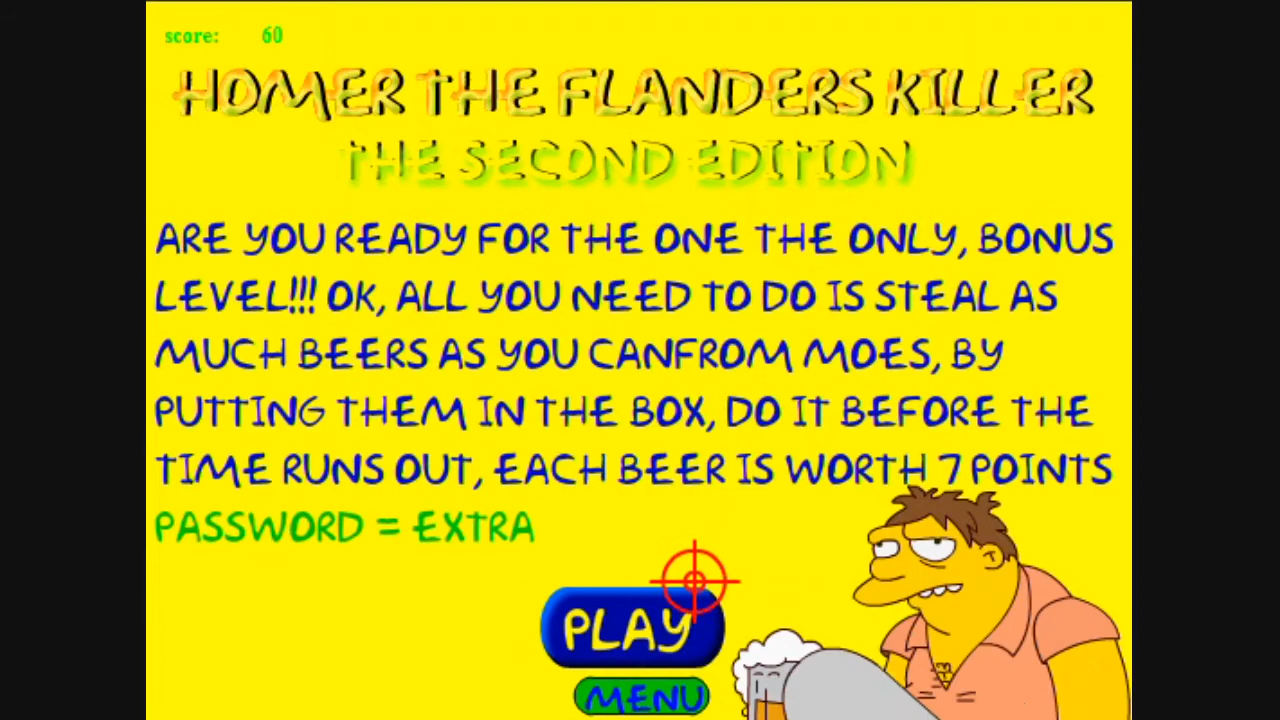 score: 60
HOMER THE FLANDERS KILLER
THE SECOND EDITION
ARE YOU READY FOR THE ONE THE ONLY, BONUS
LEVEL!!! OK, ALL YOU NEED TO DO IS STEAL AS
MUCH BEERS AS YOU CANFROM MOES, BY
PUTTING THEM IN THE BOX, DO IT BEFORE THE
TIME RUNS OUT, EACH BEER IS WORTH 7 POINTS
PASSWORD = EXTRA
PLAY
MENU